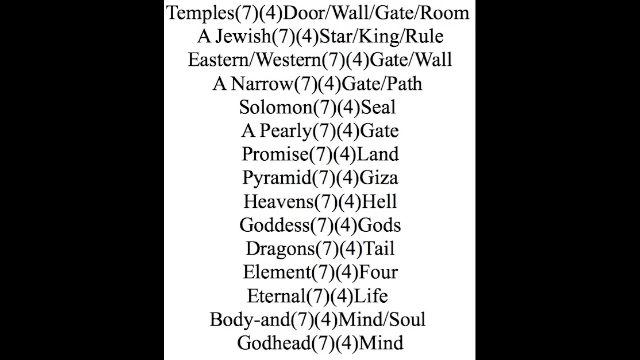 Temples(7)(4)Door/Wall/Gate/Room
A Jewish(7)(4)Star/King/Rule
Eastern/Western(7)(4)Gate/Wall
A Narrow(7)(4)Gate/Path
Solomon(7)(4)Seal
A Pearly(7)(4)Gate
Promise(7)(4)Land
Pyramid(7)(4)Giza
Heavens(7)(4)Hell
Goddess(7)(4)Gods
Dragons(7)(4)Tail
Element(7)(4)Four
Eternal(7)(4)Life
Body-and(7)(4)Mind/Soul
Godhead(7)(4)Mind